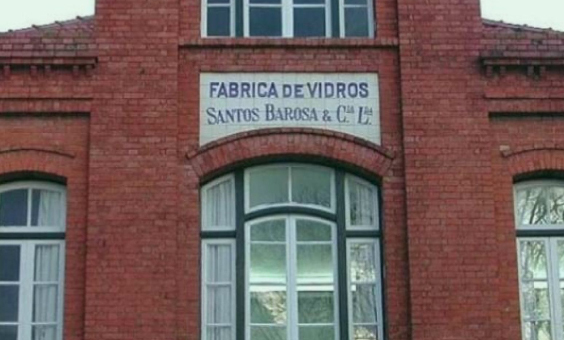 FABRICA DE VIDROS
SANTOS BAROSA & Cia Lda